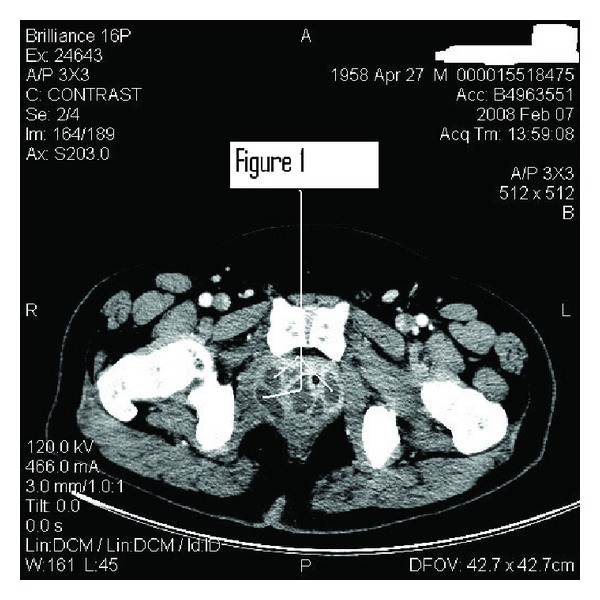 Brilliance 16P
Ex: 24643
A/P 3X3
C: CONTRAST
Se: 2/4
Im: 164/189
Ax: S203.0
A
1958 Apr 27 M 000015518475
Acc: B4963551
2008 Feb 07
Acq Tm: 13:59:08
A/P 3X3
512 x 512
B
Figure 1
R
L
120.0 kV
466.0 mA
3.0 mm/1.0:1
Tilt: 0.0
0.0 s
Lin:DCM / Lin:DCM / Id:ID
W:161 L:45
P
DFOV: 42.7 x 42.7cm